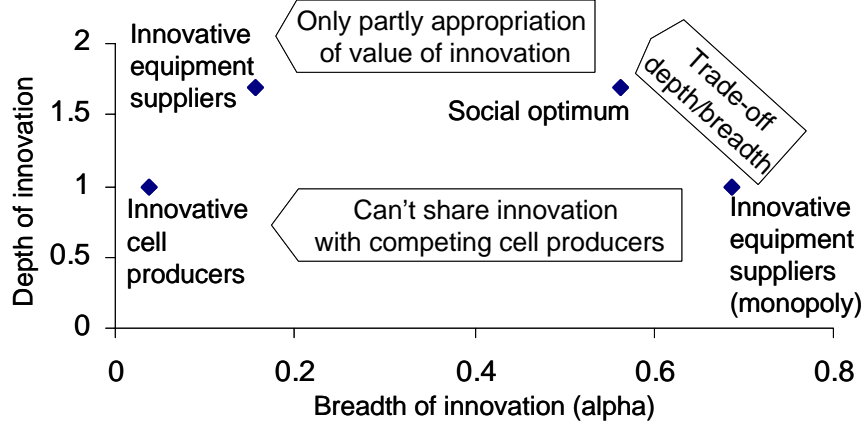 Only partly appropriation
of value of innovation
Innovative
equipment
suppliers
Trade-off
depth/breadth
Social optimum
Innovative
cell
producers
Can't share innovation
with competing cell producers
Innovative
equipment
suppliers
(monopoly)
Depth of innovation
2
1.5
1
0.5
0
0
0.2
0.4
0.6
0.8
Breadth of innovation (alpha)